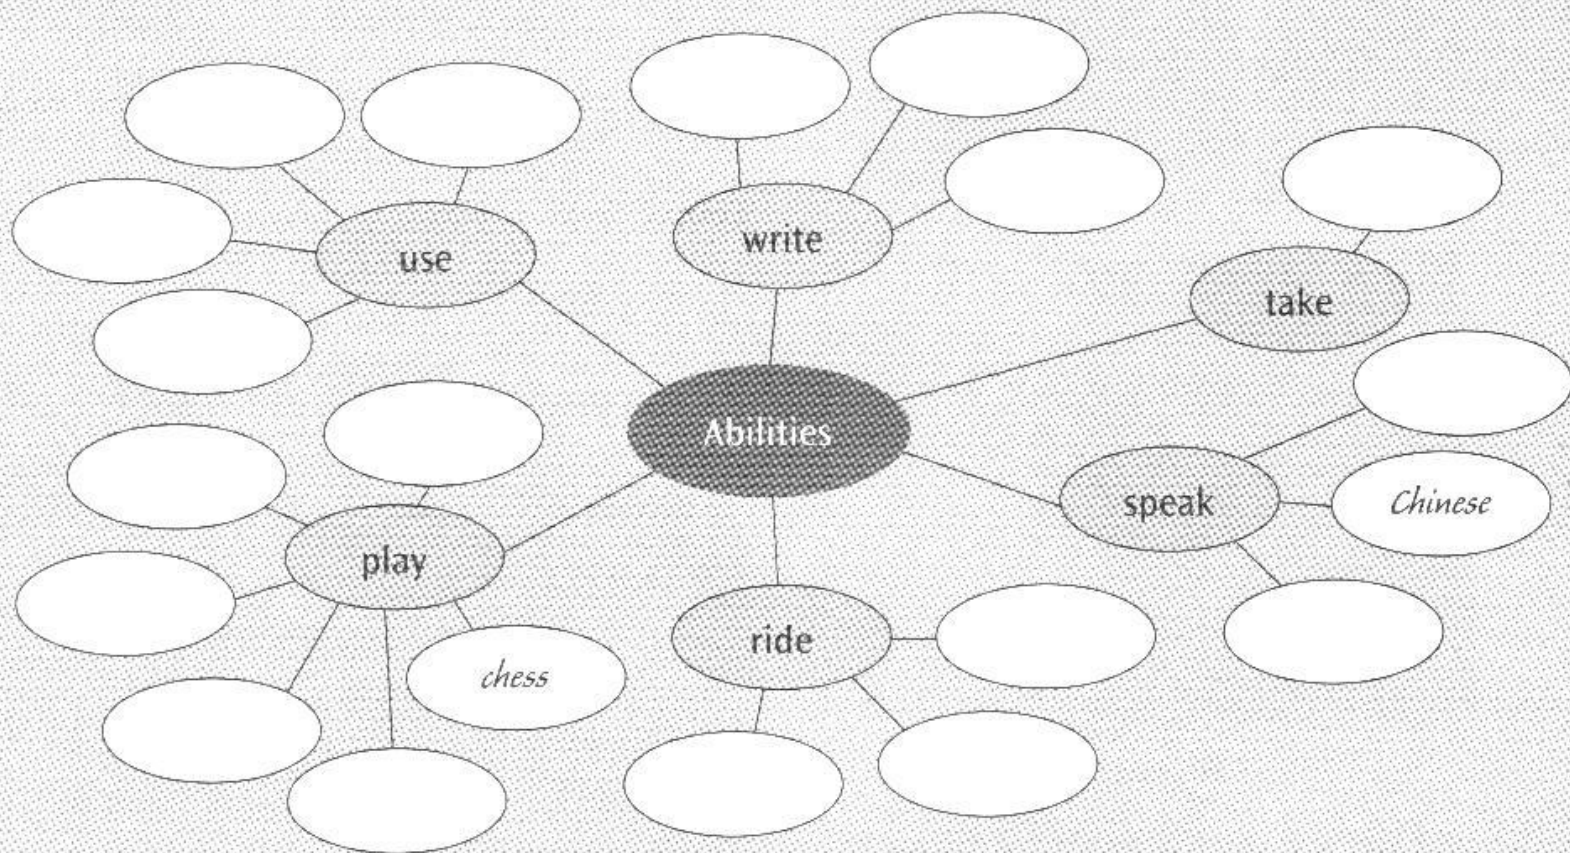 use
write
take
Abilities
speak
Chinese
play
ride
chess